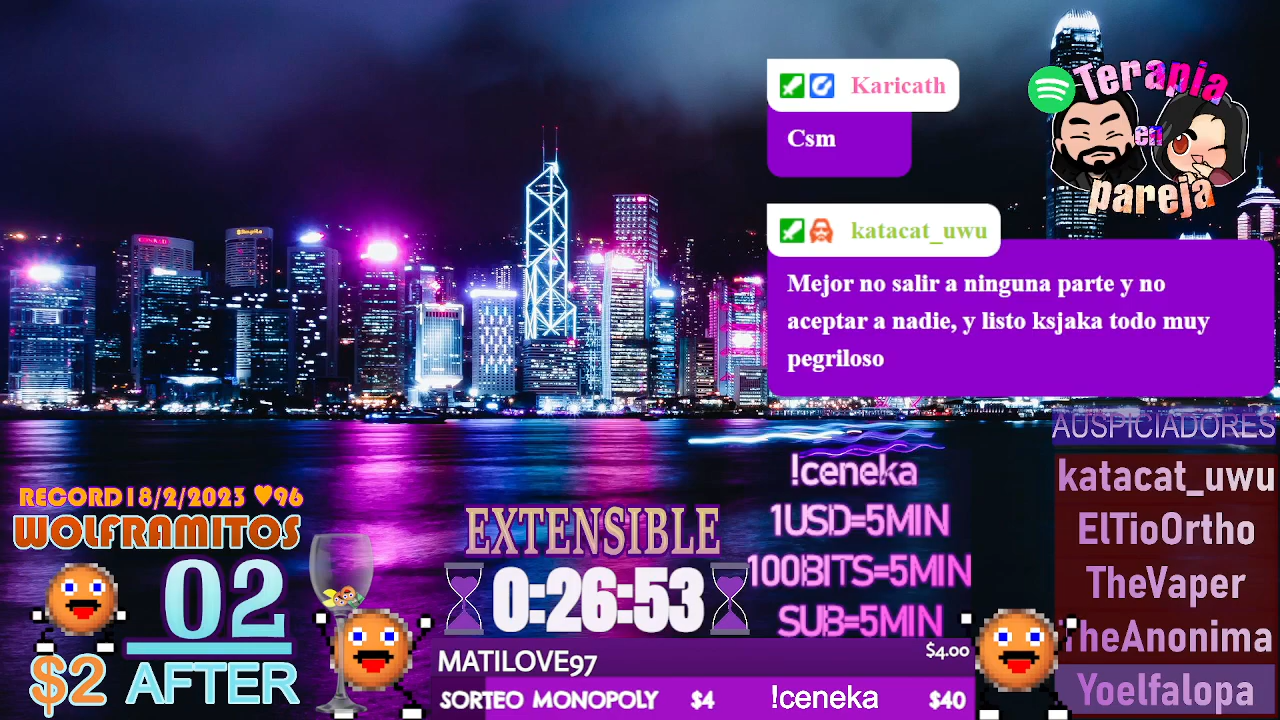 Karicath
Csm
Terapia
en
pareja
katacat_uwu
Mejor no salir a ninguna parte y no
aceptar a nadie, y listo ksjaka todo muy
pegriloso
AUSPICIADORES
katacat_uwu
ElTioOrtho
TheVaper
TheAnonima
Yoelfalopa
!ceneka
1USD=5MIN
100BITS=5MIN
SUB=5MIN
RECORD18/2/2023 ♥96
WOLFRAMITOS
02
$2 AFTER
EXTENSIBLE
0:26:53
MATILOVE97 $4.00
SORTEO MONOPOLY $4 !ceneka $40